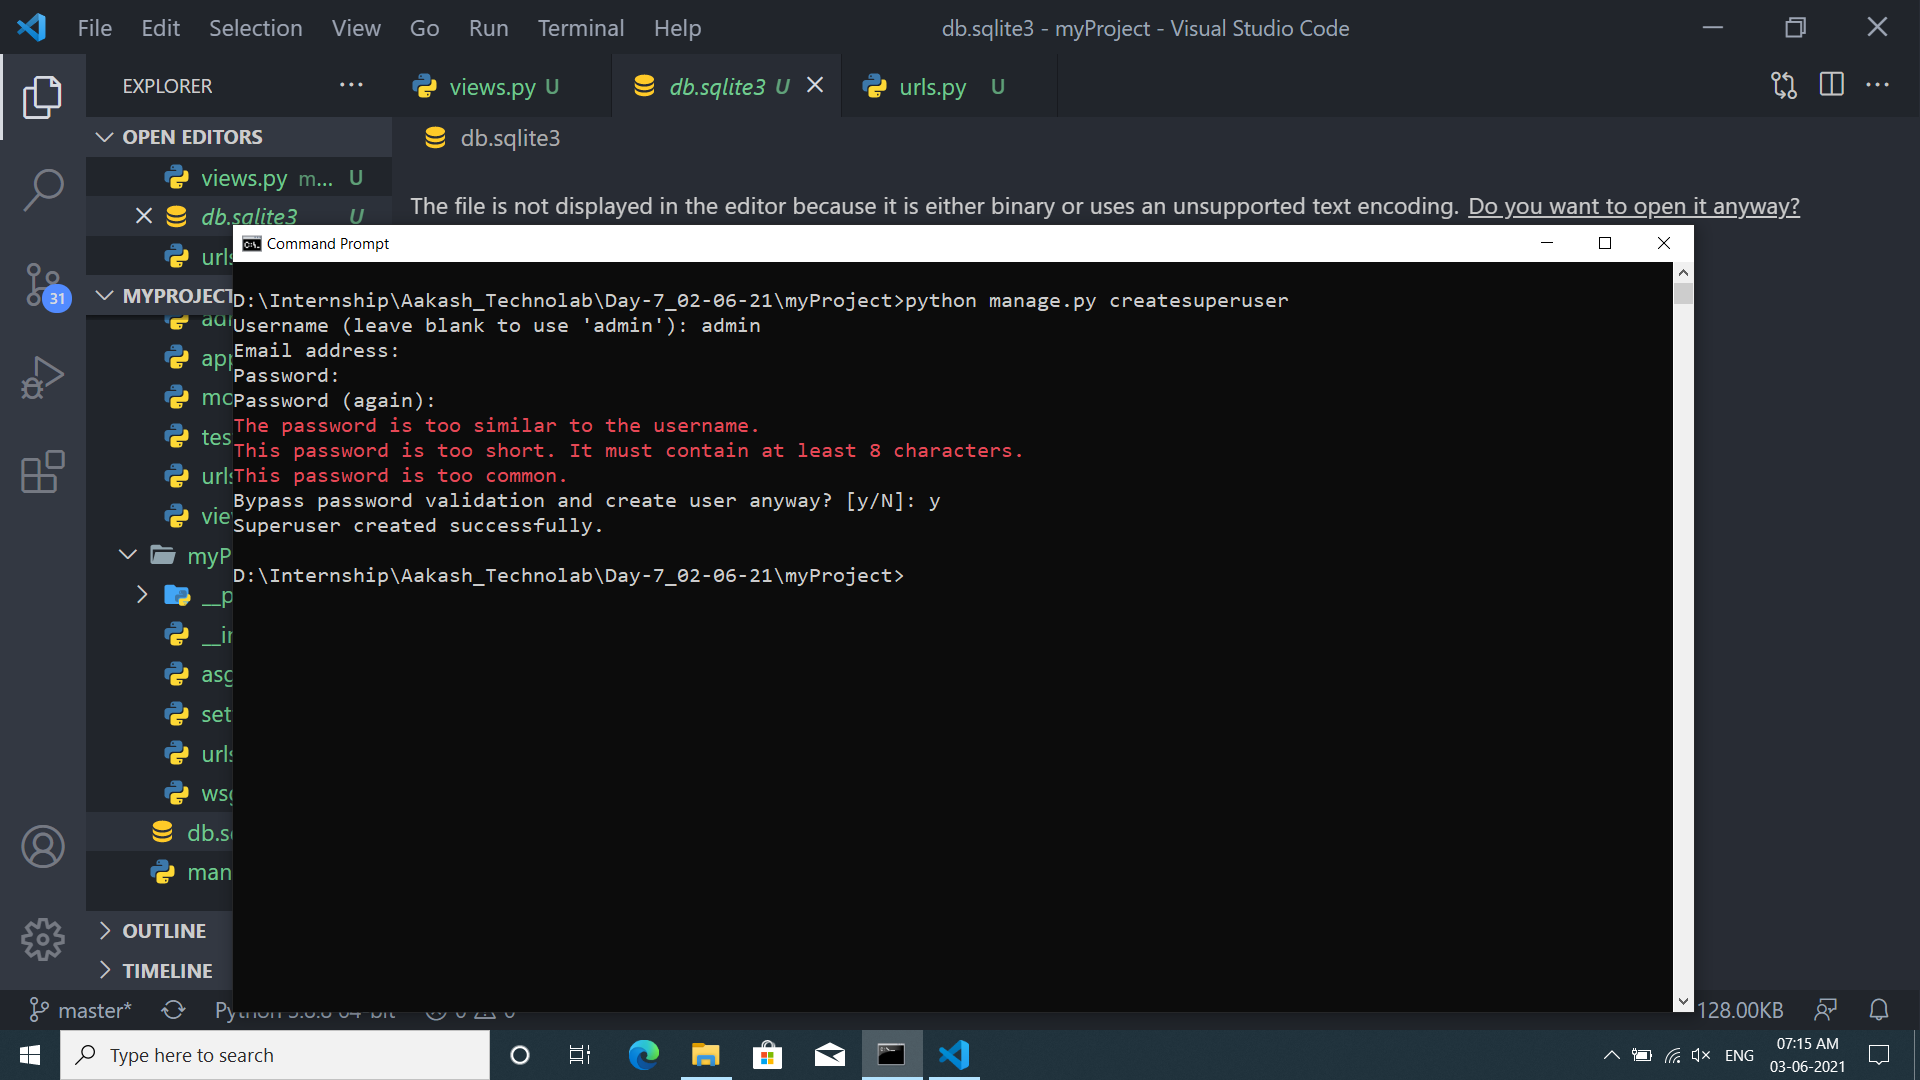 File Edit Selection View Go Run Terminal Help
db.sqlite3 - myProject - Visual Studio Code
EXPLORER
views.py U
db.sqlite3 U
urls.py U
OPEN EDITORS
db.sqlite3
views.py m... U
db.sqlite3 U
The file is not displayed in the editor because it is either binary or uses an unsupported text encoding. Do you want to open it anyway?
urls
Command Prompt
31
MYPROJECT
D:\Internship\Aakash_Technolab\Day-7_02-06-21\myProject>python manage.py createsuperuser
Username (leave blank to use 'admin'): admin
Email address:
Password:
Password (again):
The password is too similar to the username.
This password is too short. It must contain at least 8 characters.
This password is too common.
Bypass password validation and create user anyway? [y/N]: y
Superuser created successfully.
D:\Internship\Aakash_Technolab\Day-7_02-06-21\myProject>
adr
app
mo
tes
urls
vie
myP
__p
__in
asg
set
urls
wsg
db.sc
man
OUTLINE
TIMELINE
master*
Python 3.8.8 64-bit
0 0
128.00KB
Type here to search
ENG
07:15 AM
03-06-2021